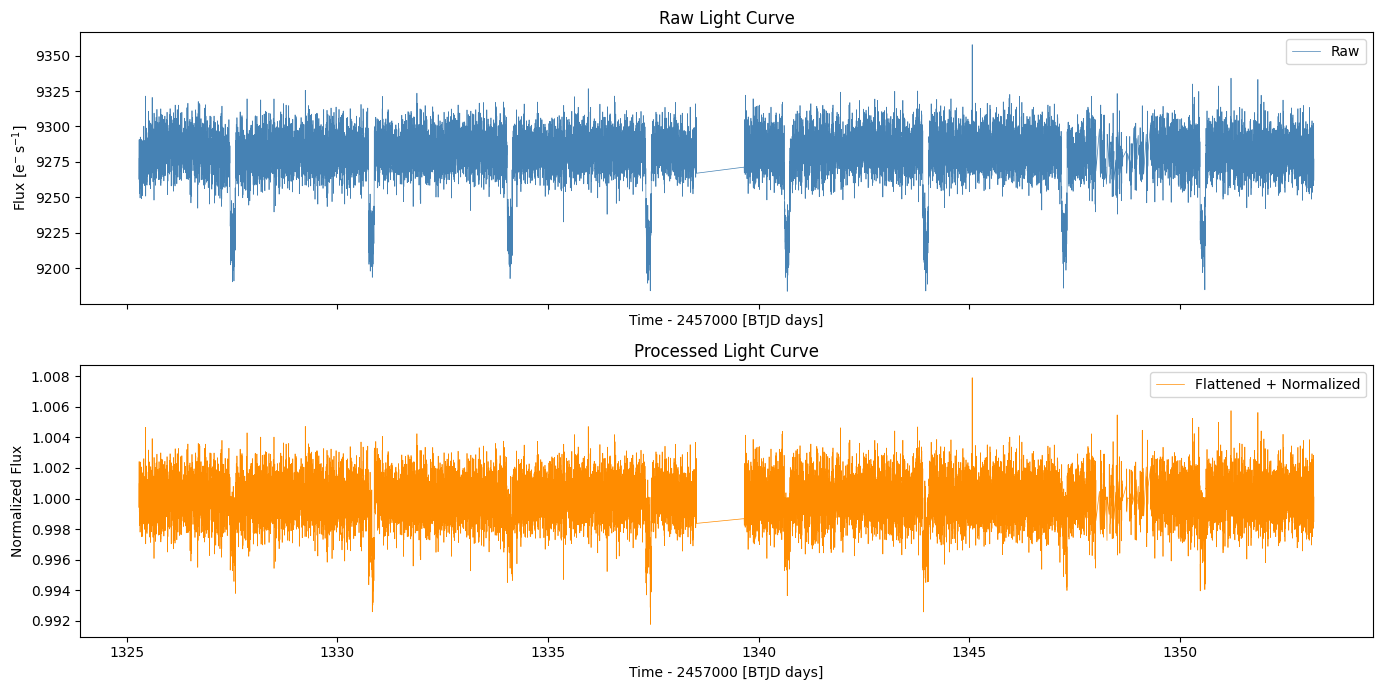 Raw Light Curve
Flux [e⁻ s⁻¹]
9350
9325
9300
9275
9250
9225
9200
Raw
Time - 2457000 [BTJD days]
Processed Light Curve
Normalized Flux
1.008
1.006
1.004
1.002
1.000
0.998
0.996
0.994
0.992
Flattened + Normalized
1325 1330 1335 1340 1345 1350
Time - 2457000 [BTJD days]